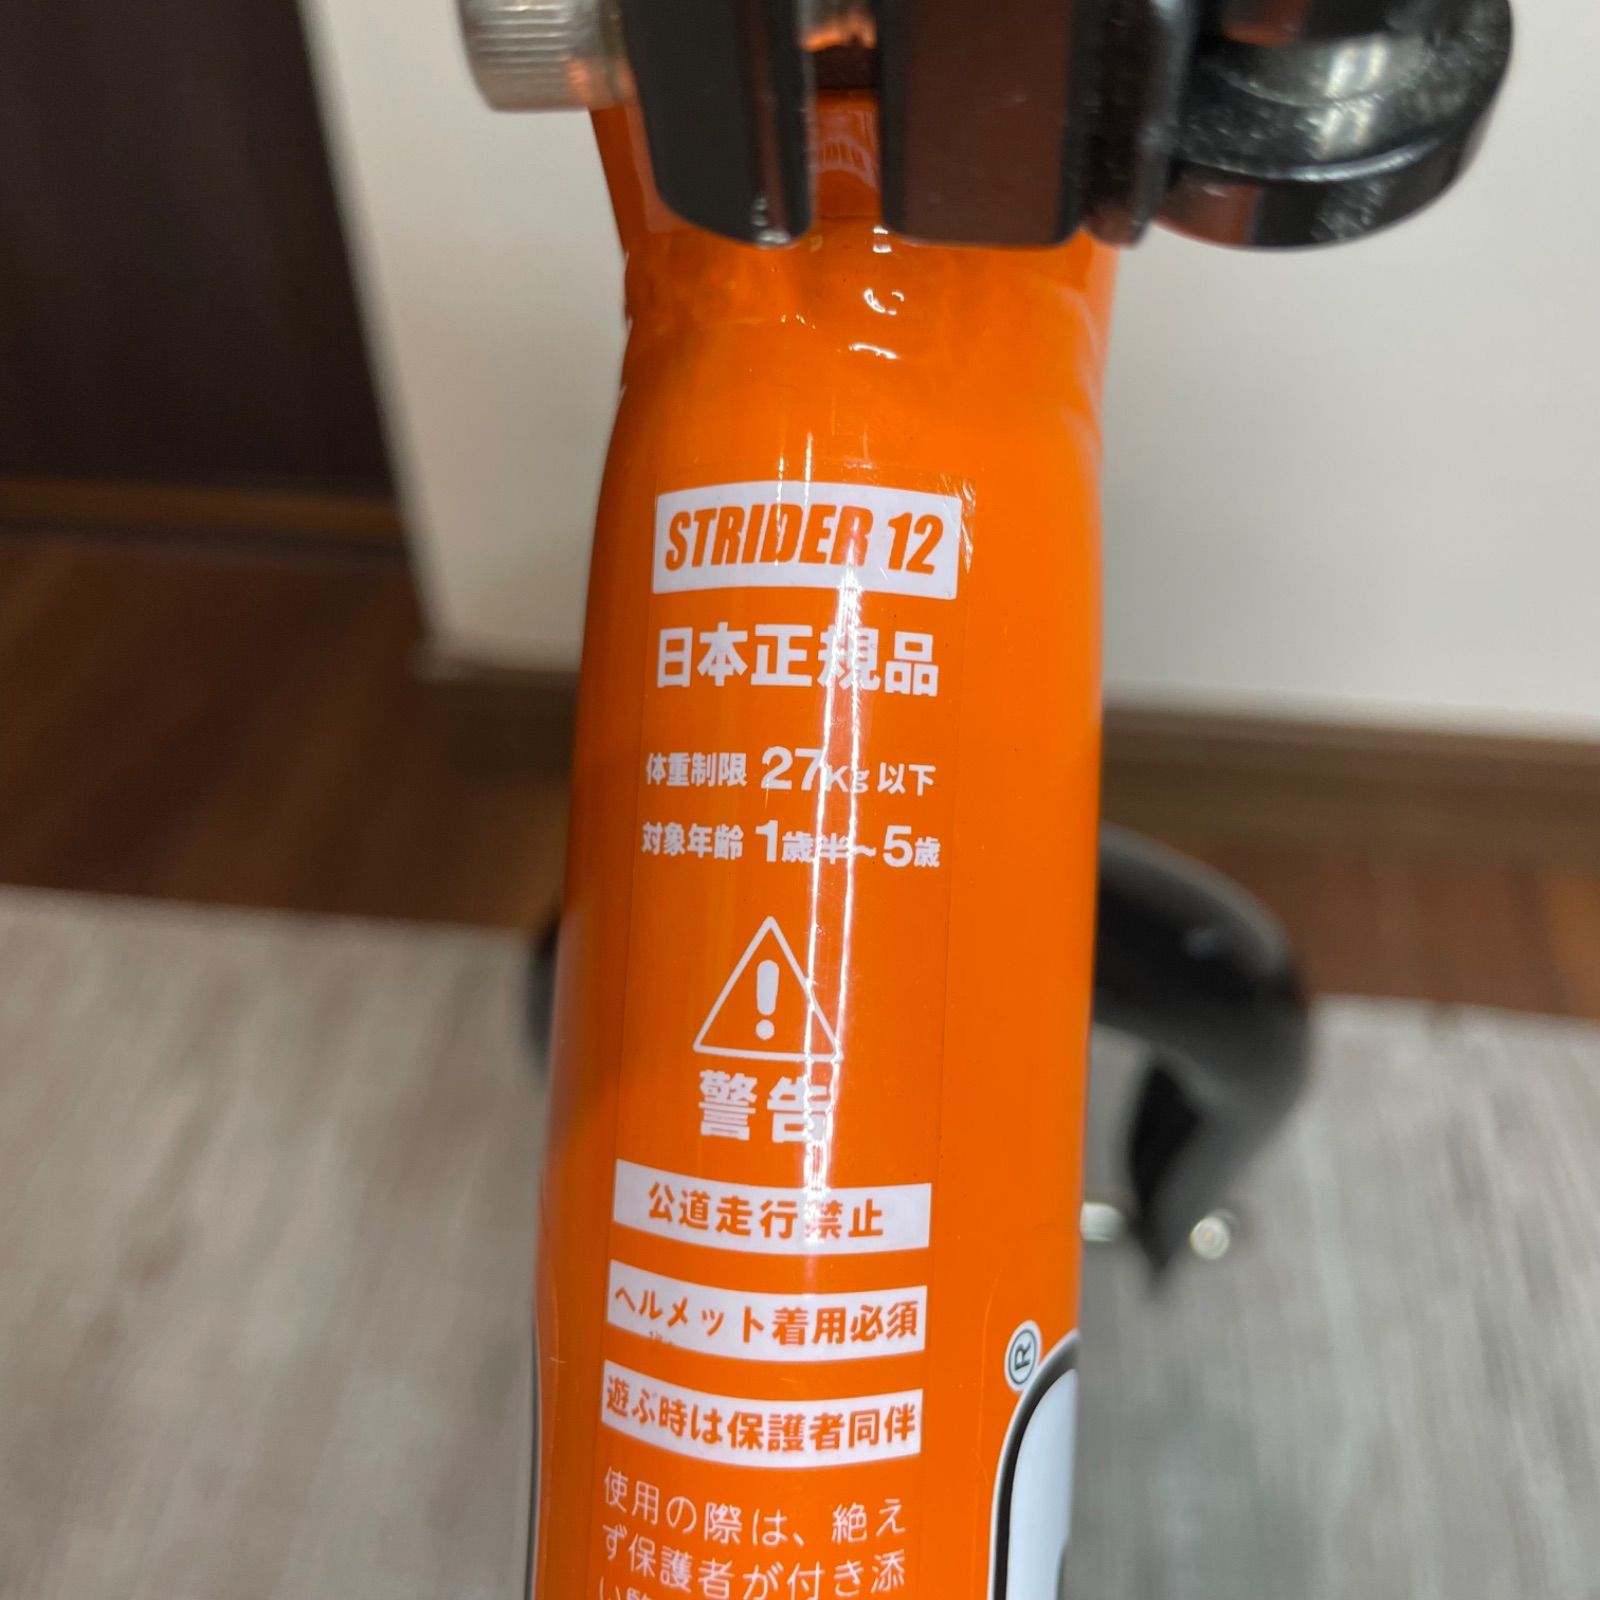 STRIDER 12
日本正規品
体重制限 27Kg 以下
対象年齢 1歳半~5歳
警告
公道走行禁止
ヘルメット着用必須
遊ぶ時は保護者同伴
使用の際は、絶え
ず保護者が付き添
®